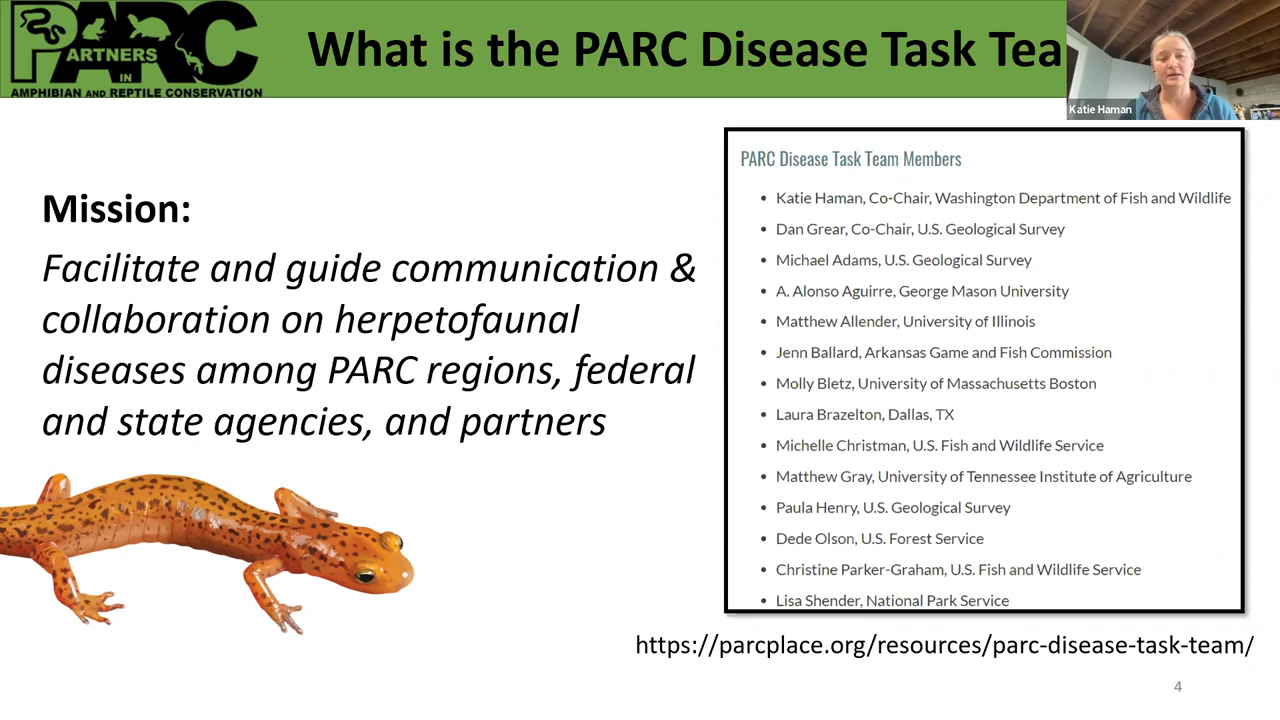 PARC
PARTNERS
IN
AMPHIBIAN AND REPTILE CONSERVATION
What is the PARC Disease Task Tea
Katie Haman
Mission:
Facilitate and guide communication &
collaboration on herpetofaunal
diseases among PARC regions, federal
and state agencies, and partners
PARC Disease Task Team Members
• Katie Haman, Co-Chair, Washington Department of Fish and Wildlife
• Dan Grear, Co-Chair, U.S. Geological Survey
• Michael Adams, U.S. Geological Survey
• A. Alonso Aguirre, George Mason University
• Matthew Allender, University of Illinois
• Jenn Ballard, Arkansas Game and Fish Commission
• Molly Bletz, University of Massachusetts Boston
• Laura Brazelton, Dallas, TX
• Michelle Christman, U.S. Fish and Wildlife Service
• Matthew Gray, University of Tennessee Institute of Agriculture
• Paula Henry, U.S. Geological Survey
• Dede Olson, U.S. Forest Service
• Christine Parker-Graham, U.S. Fish and Wildlife Service
• Lisa Shender, National Park Service
https://parcplace.org/resources/parc-disease-task-team/
4